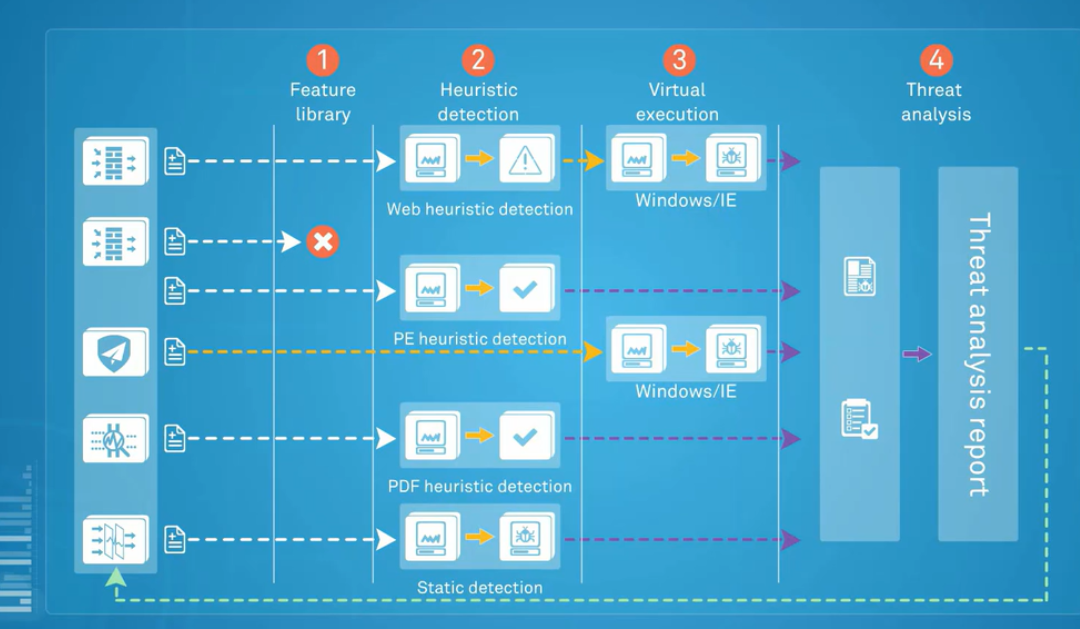 1
Feature
library
2
Heuristic
detection
3
Virtual
execution
4
Threat
analysis
Web heuristic detection
Windows/IE
PE heuristic detection
Windows/IE
PDF heuristic detection
Static detection
Threat analysis report